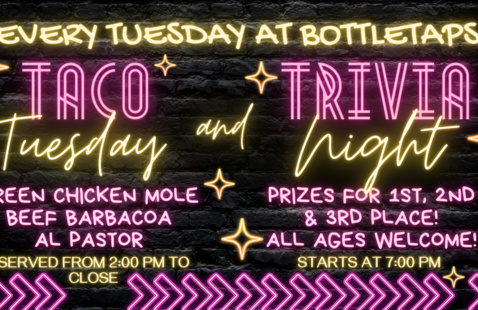 EVERY TUESDAY AT BOTTLETAPS
TACO
Tuesday
and
TRIVIA
Night
REEN CHICKEN MOLE
BEEF BARBACOA
AL PASTOR
SERVED FROM 2:00 PM TO
CLOSE
PRIZES FOR 1ST, 2ND
& 3RD PLACE!
ALL AGES WELCOME!
STARTS AT 7:00 PM